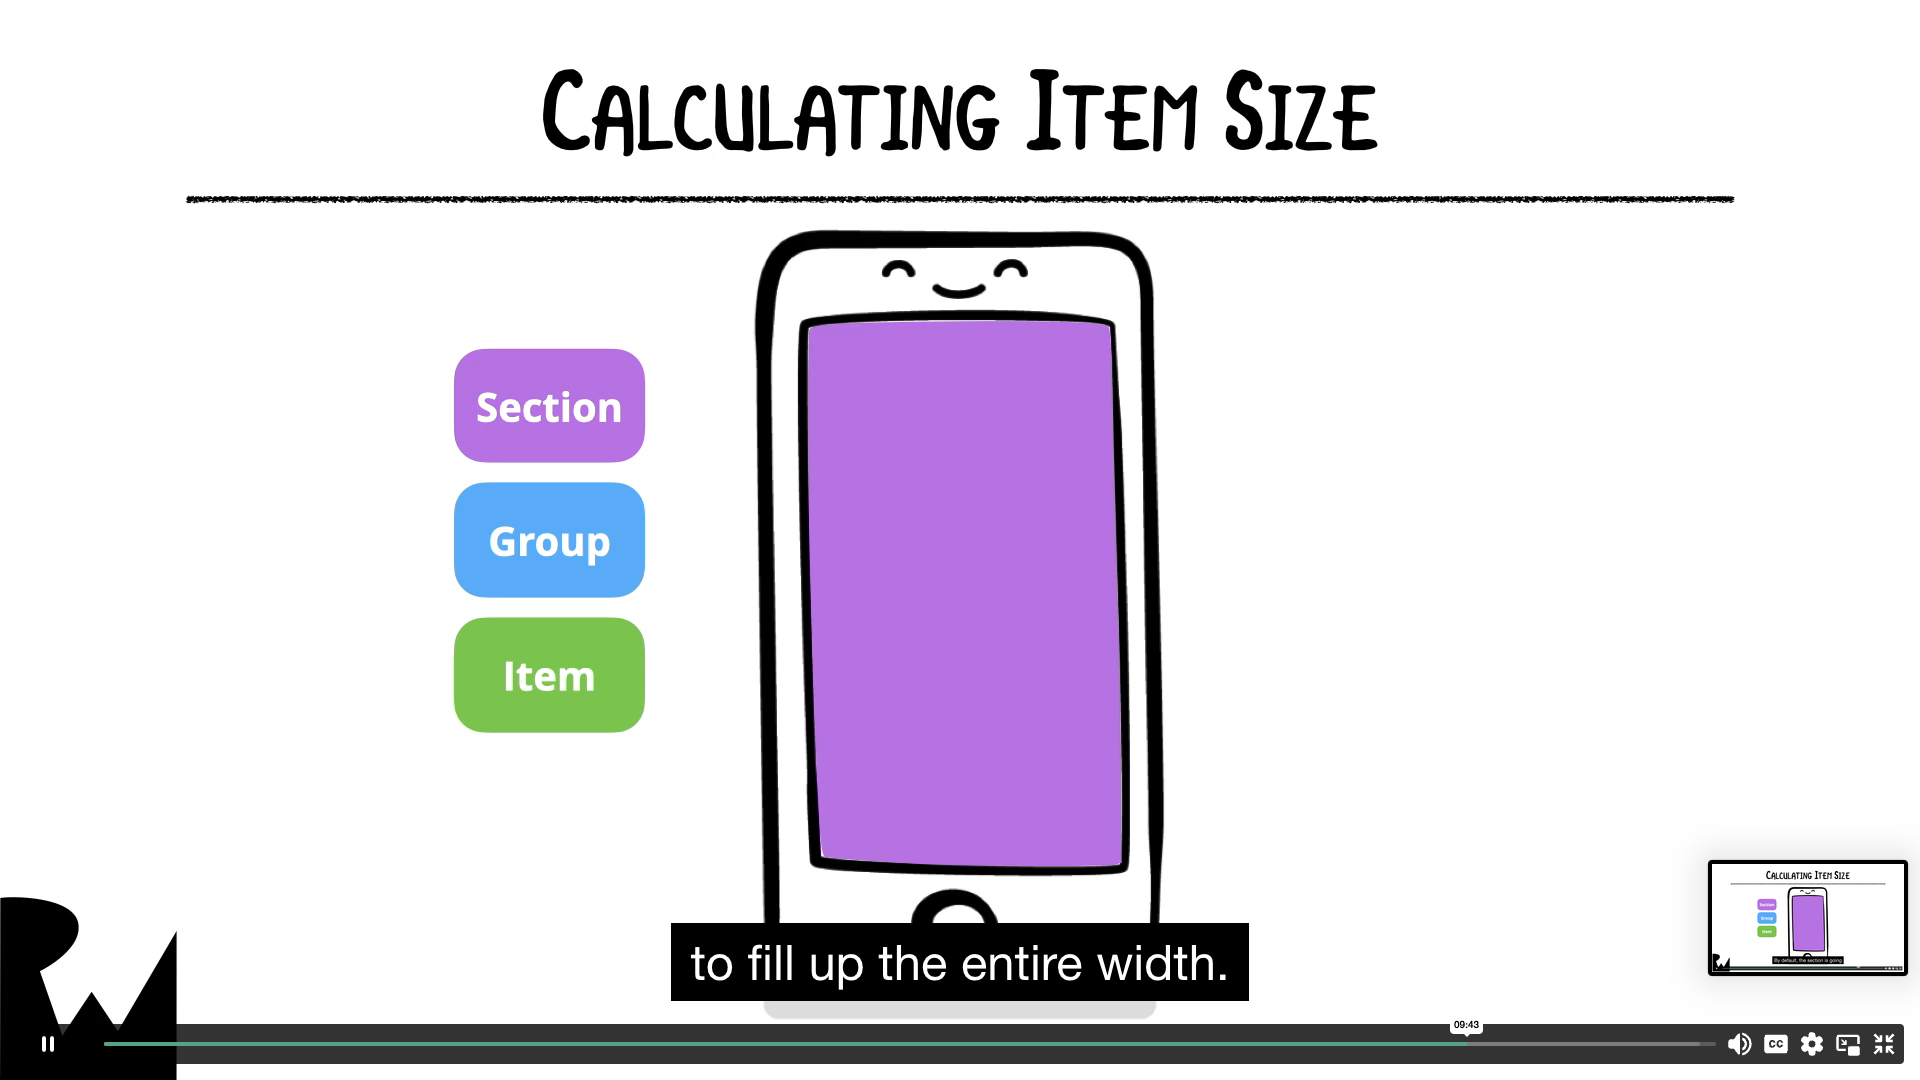 CALCULATING ITEM SIZE
Section
Group
Item
to fill up the entire width.
CALCULATING ITEM SIZE
Section
Group
Item
By default, the section is going
09:43
CC